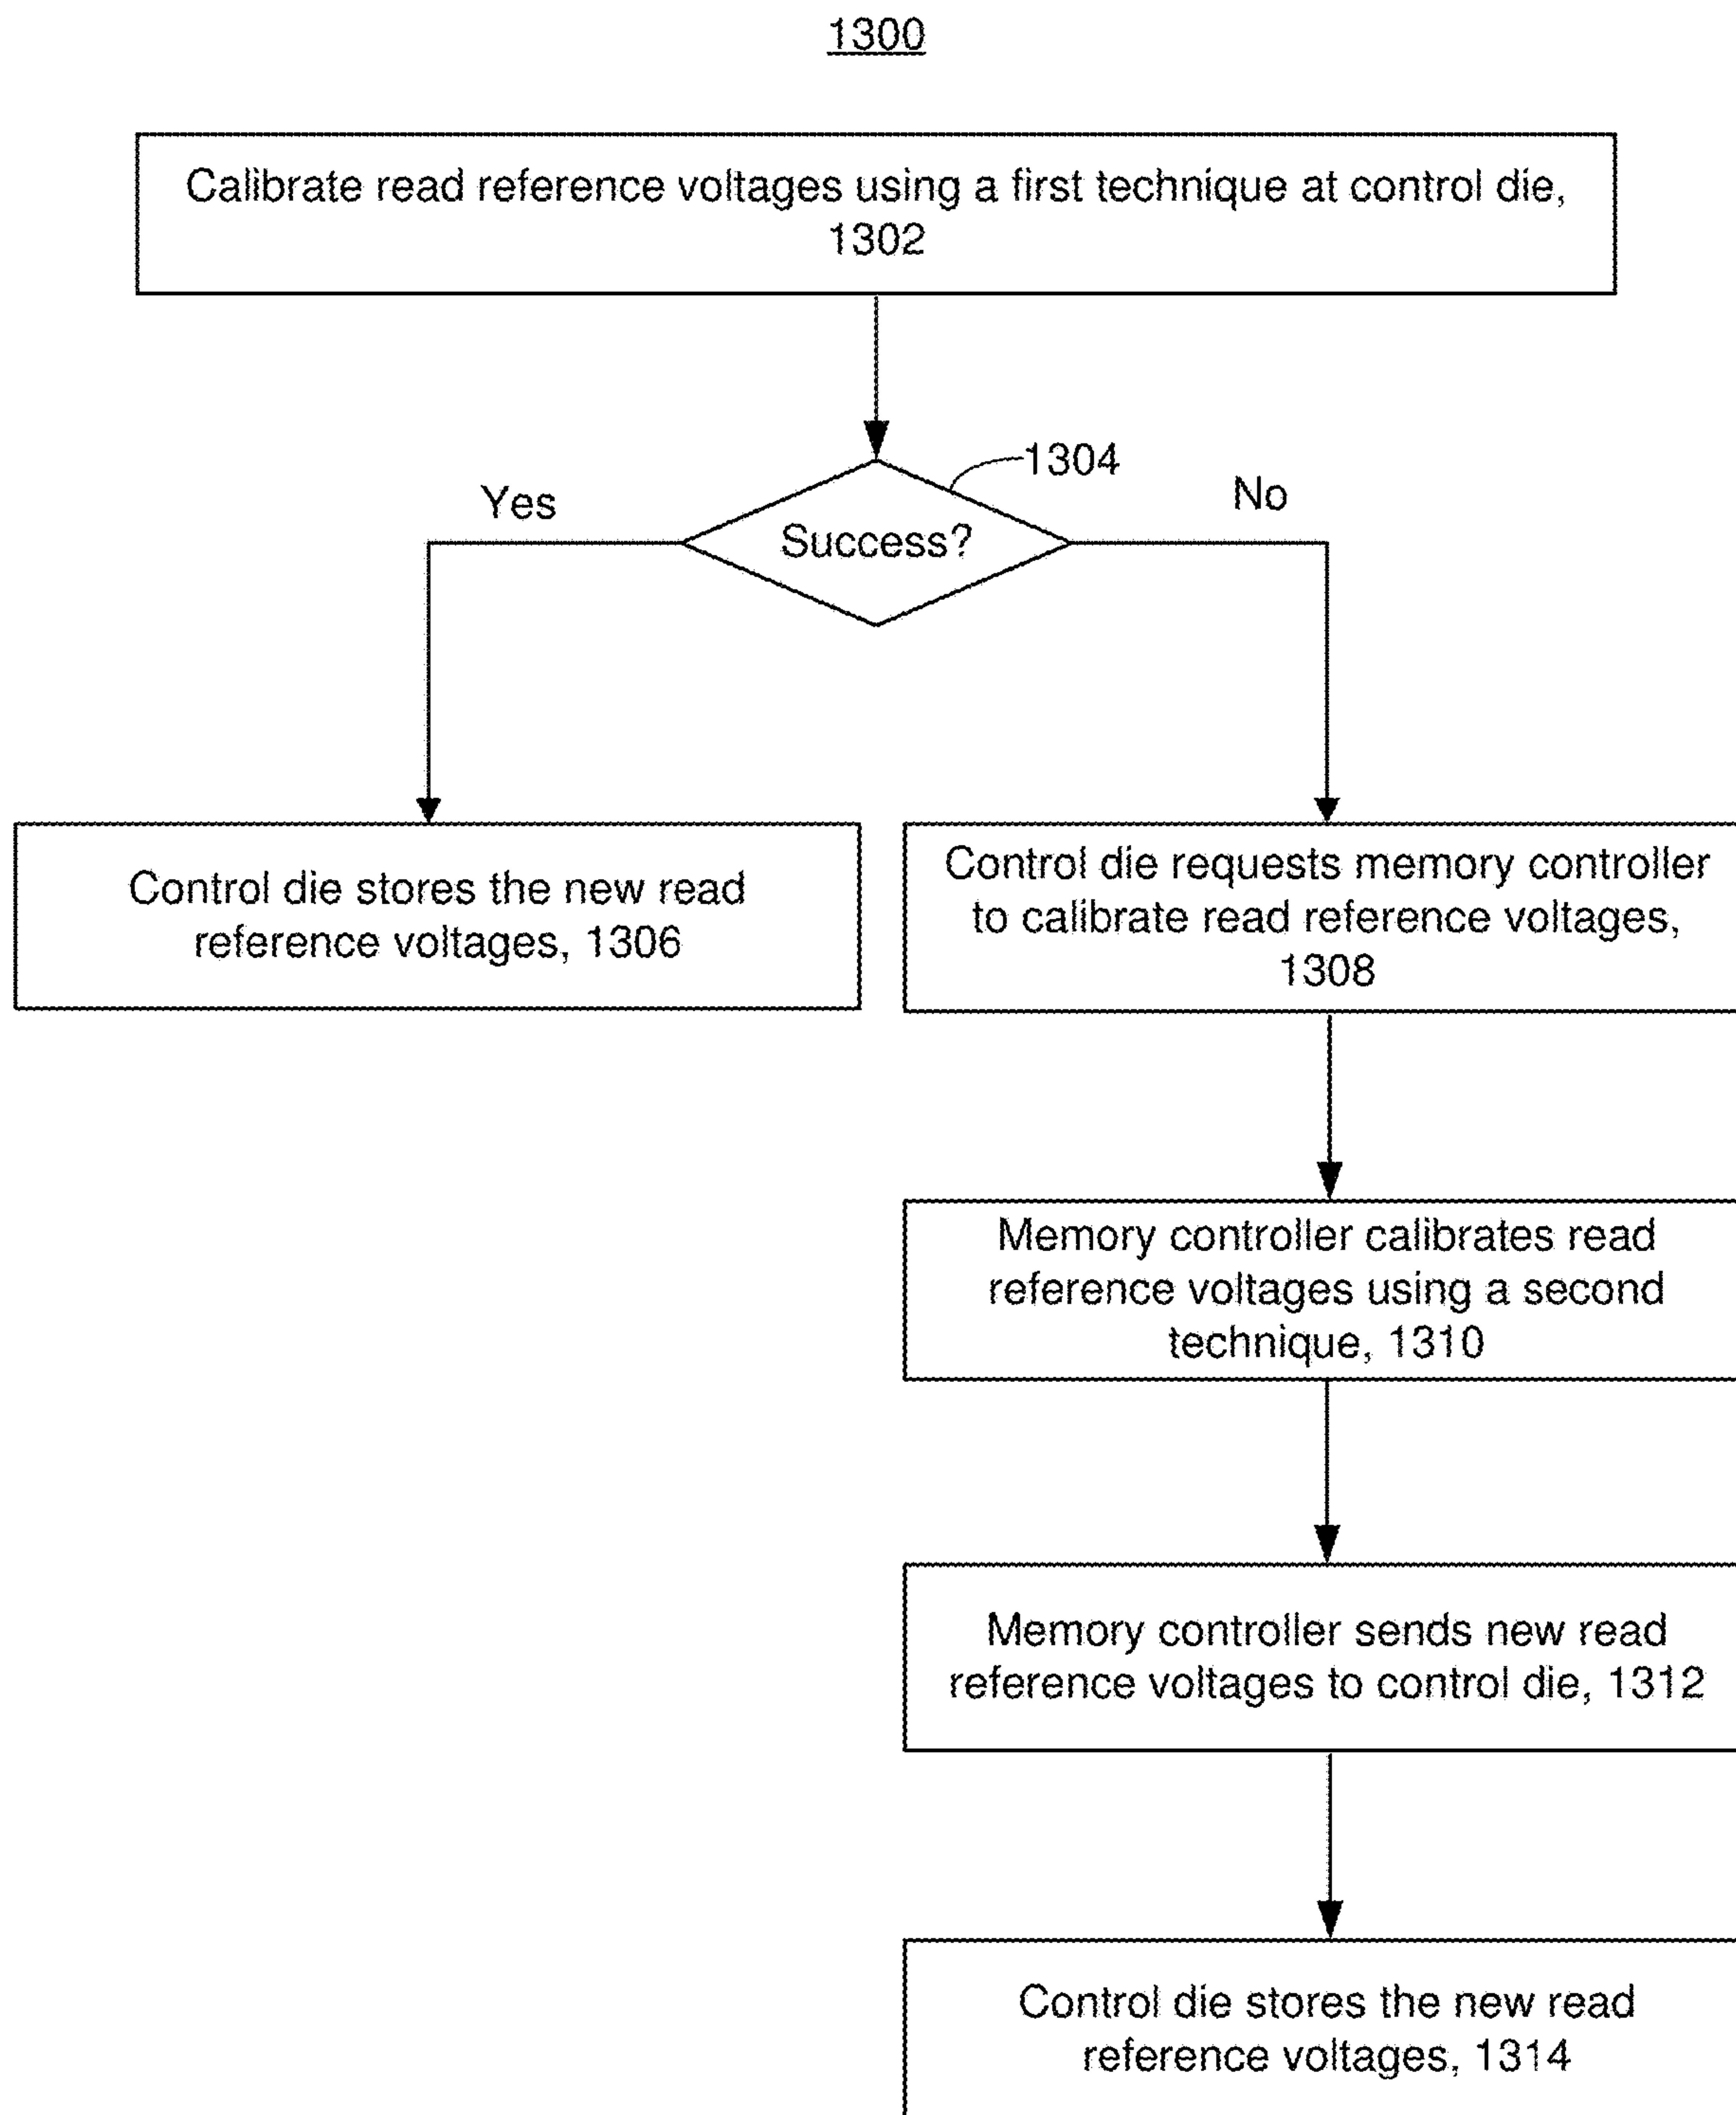 1300
Calibrate read reference voltages using a first technique at control die,
1302
1304
Yes
No
Success?
Control die stores the new read
reference voltages, 1306
Control die requests memory controller
to calibrate read reference voltages,
1308
Memory controller calibrates read
reference voltages using a second
technique, 1310
Memory controller sends new read
reference voltages to control die, 1312
Control die stores the new read
reference voltages, 1314